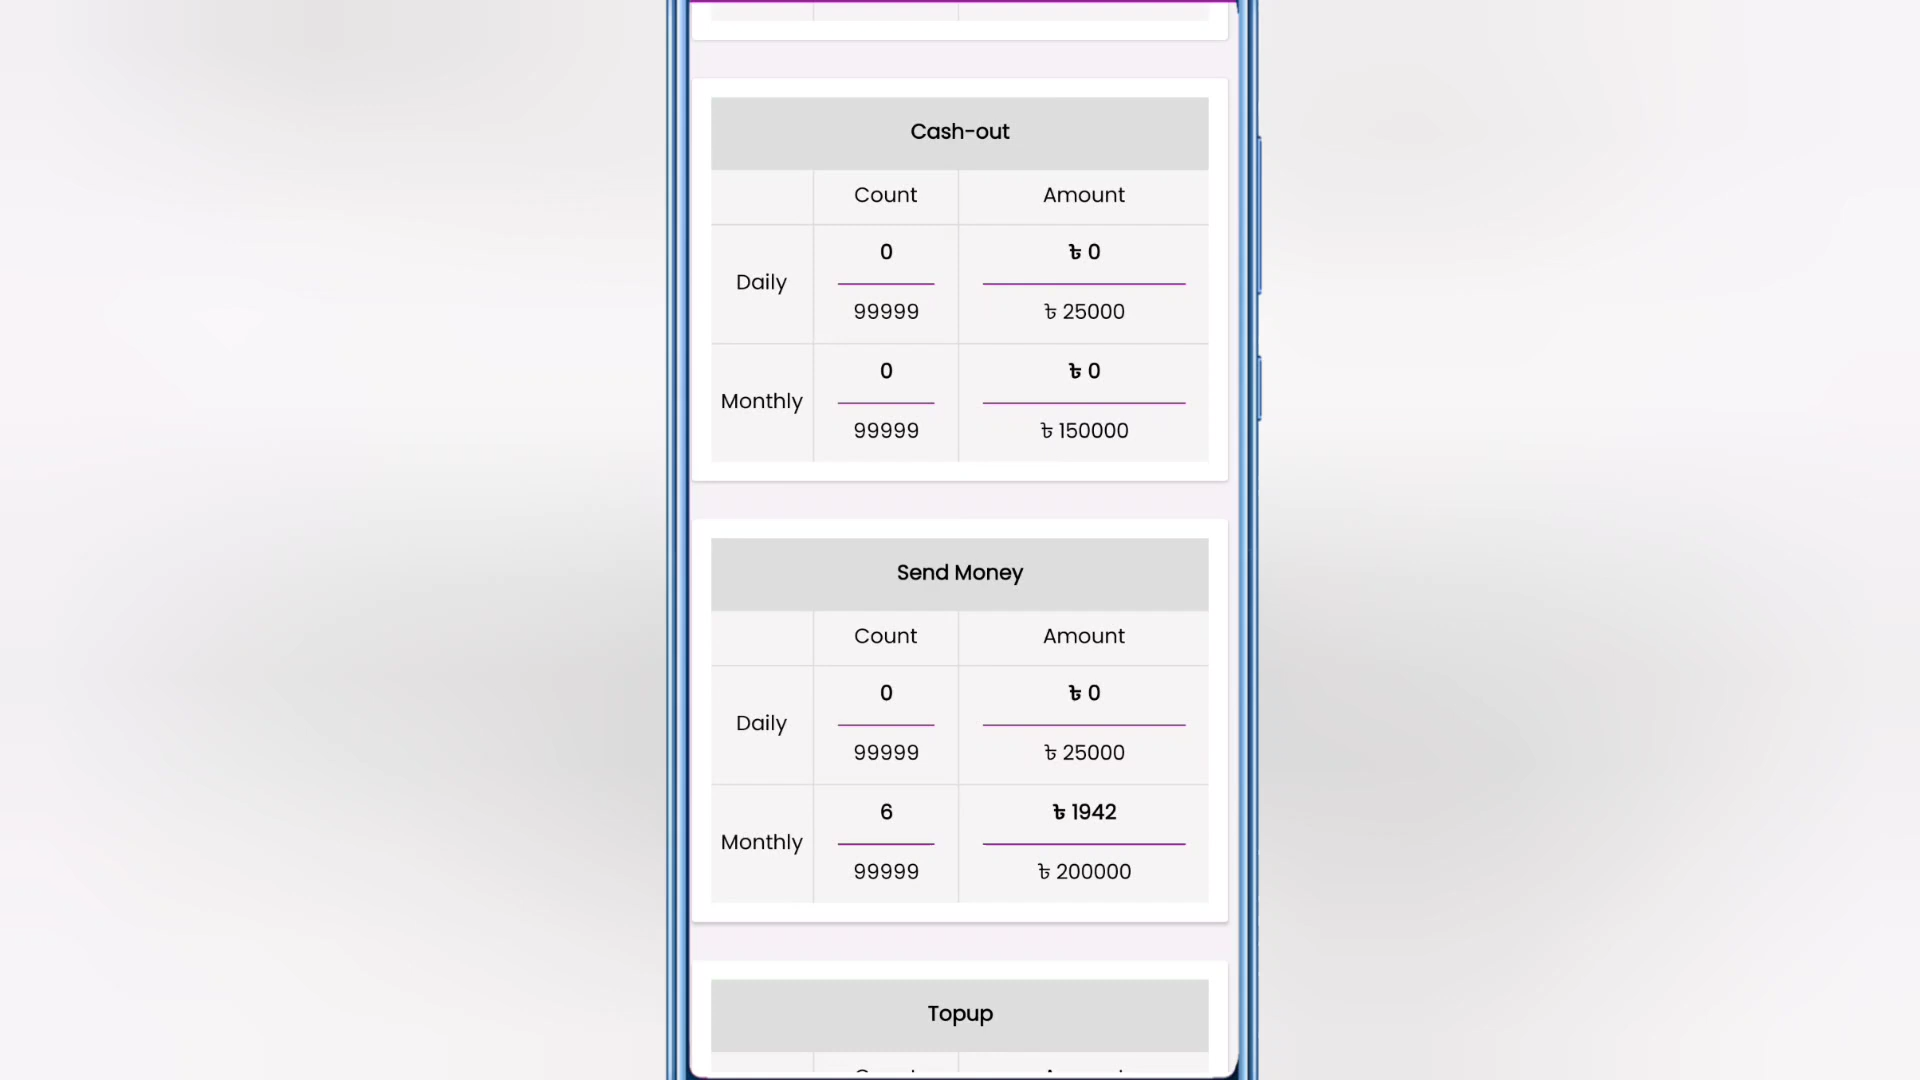 Cash-out
Count Amount
0 ৳ 0
Daily
99999 ৳ 25000
0 ৳ 0
Monthly
99999 ৳ 150000
Send Money
Count Amount
0 ৳ 0
Daily
99999 ৳ 25000
6 ৳ 1942
Monthly
99999 ৳ 200000
Topup